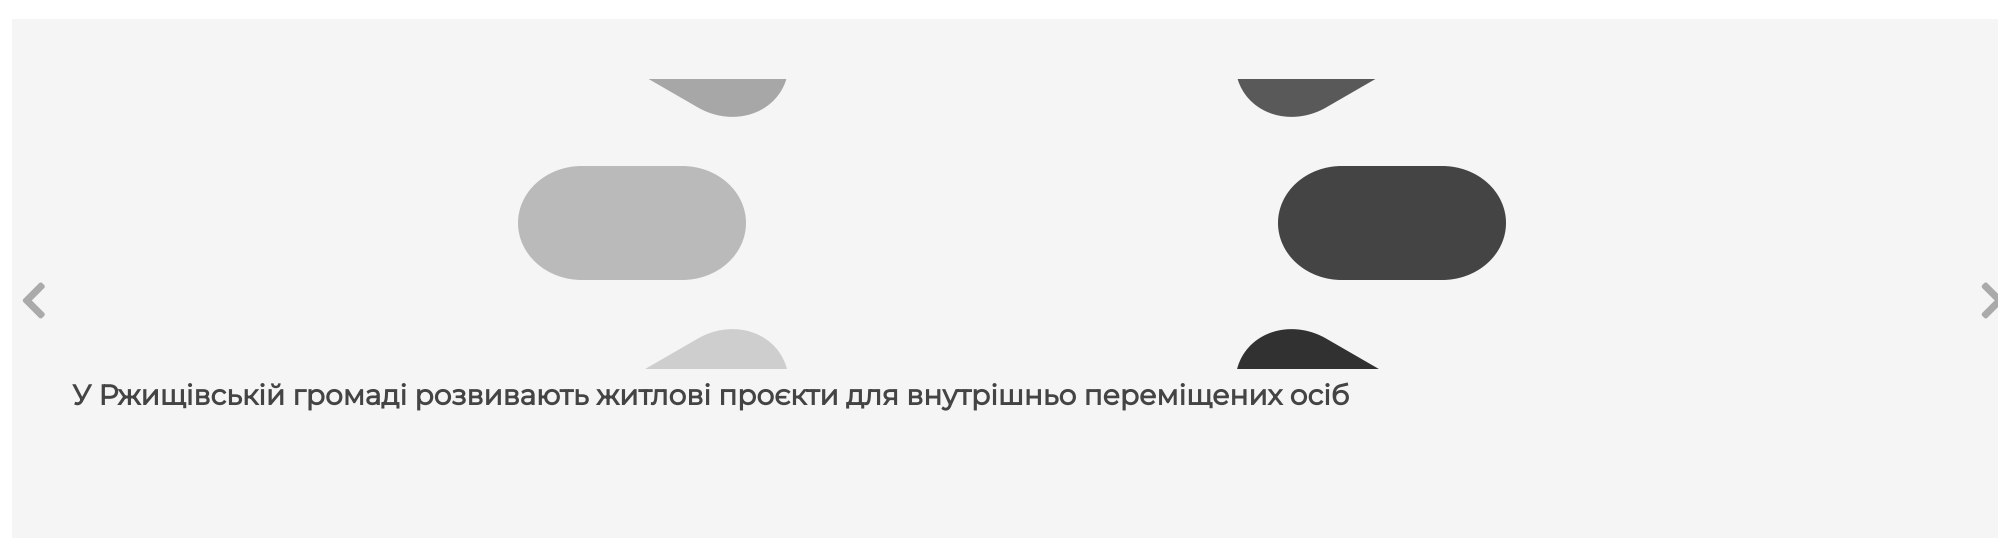 У Ржищівській громаді розвивають житлові проєкти для внутрішньо переміщених осіб